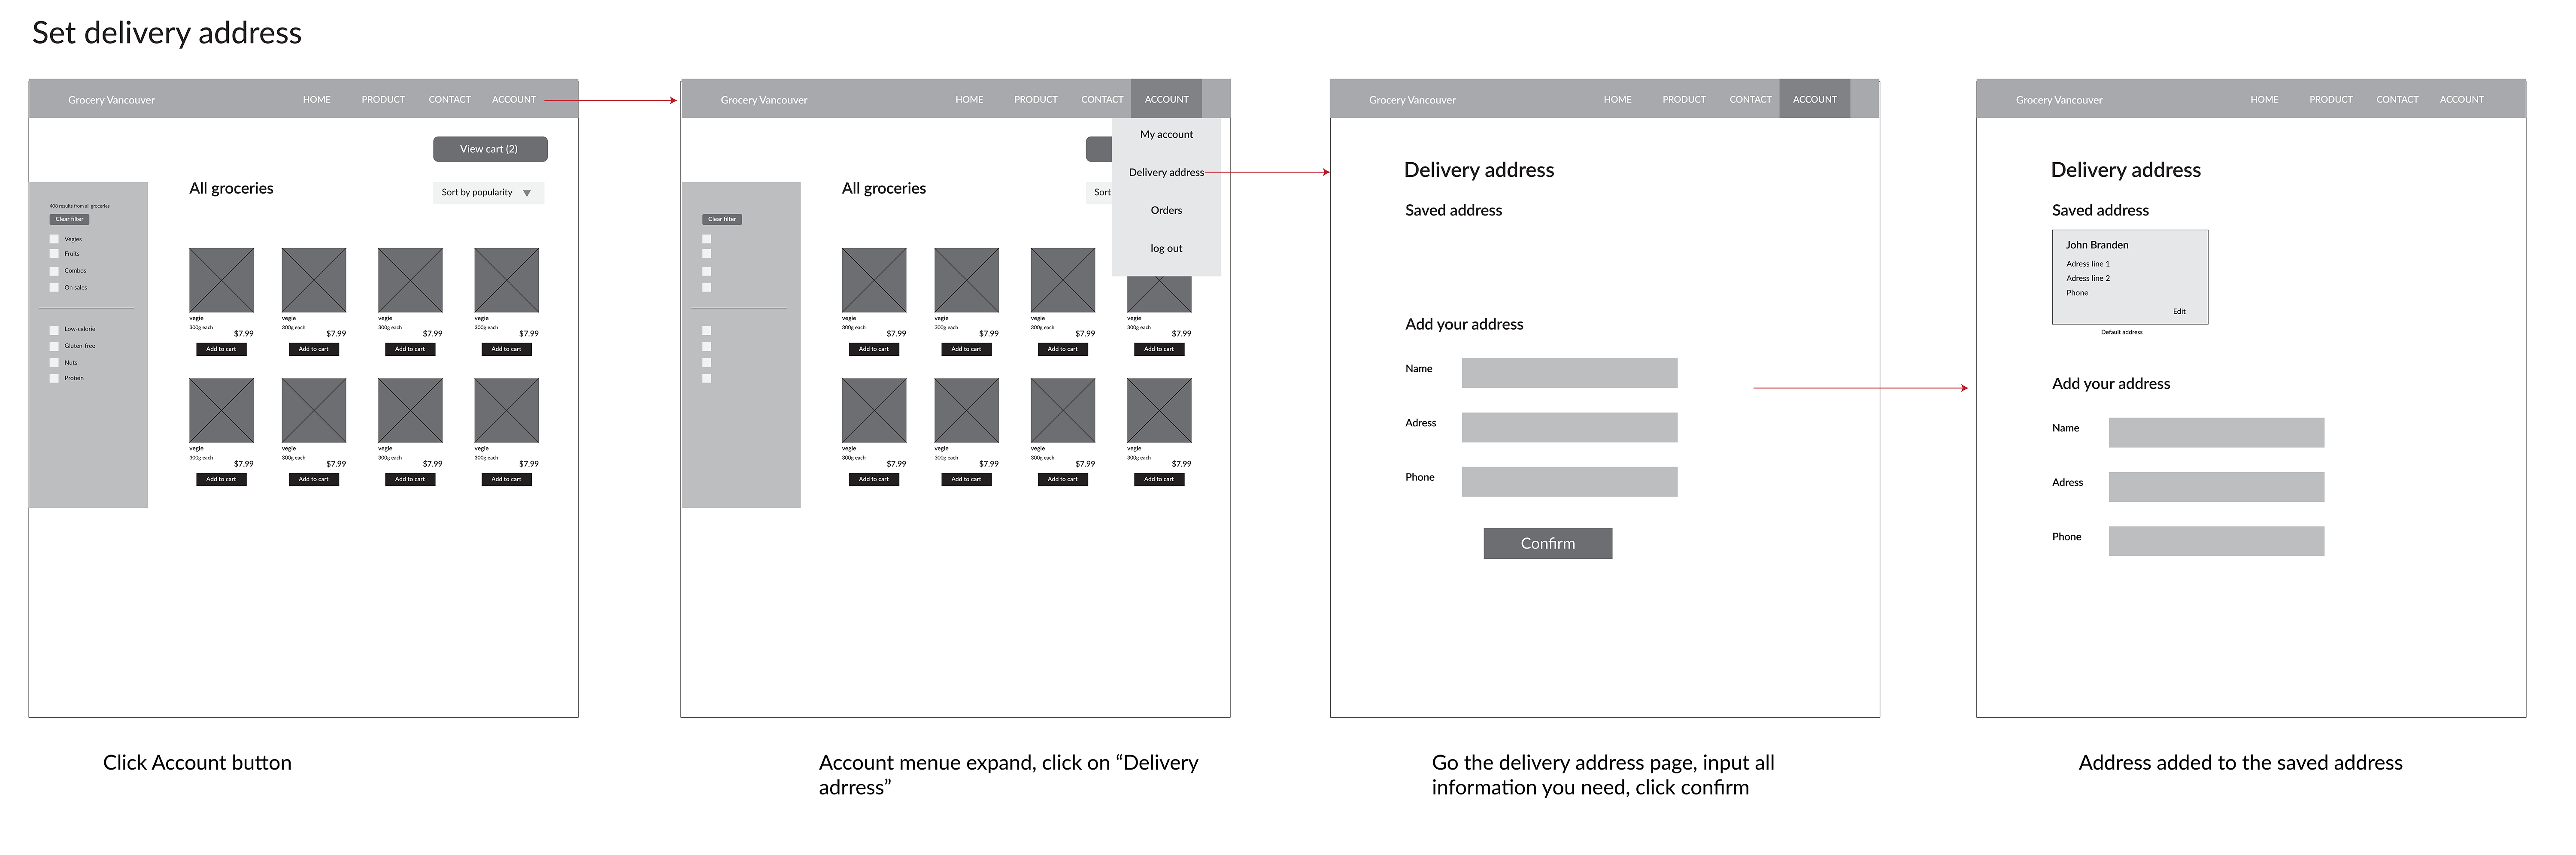 Set delivery address
Grocery Vancouver HOME PRODUCT CONTACT ACCOUNT
View cart (2)
All groceries
Sort by popularity
408 results from all groceries
Clear filter
Vegies
Fruits
Combos
On sales
Low-calorie
Gluten-free
Nuts
Protein
vegie vegie vegie vegie
300g each 300g each 300g each 300g each
$7.99 $7.99 $7.99 $7.99
Add to cart Add to cart Add to cart Add to cart
vegie vegie vegie vegie
300g each 300g each 300g each 300g each
$7.99 $7.99 $7.99 $7.99
Add to cart Add to cart Add to cart Add to cart
Click Account button
Grocery Vancouver HOME PRODUCT CONTACT ACCOUNT
My account
Delivery address
Orders
log out
All groceries
Sort
Clear filter
vegie vegie vegie vegie
300g each 300g each 300g each 300g each
$7.99 $7.99 $7.99 $7.99
Add to cart Add to cart Add to cart Add to cart
vegie vegie vegie vegie
300g each 300g each 300g each 300g each
$7.99 $7.99 $7.99 $7.99
Add to cart Add to cart Add to cart Add to cart
Account menue expand, click on “Delivery
adrress”
Grocery Vancouver HOME PRODUCT CONTACT ACCOUNT
Delivery address
Saved address
Add your address
Name
Adress
Phone
Confirm
Go the delivery address page, input all
information you need, click confirm
Grocery Vancouver HOME PRODUCT CONTACT ACCOUNT
Delivery address
Saved address
John Branden
Adress line 1
Adress line 2
Phone
Edit
Default address
Add your address
Name
Adress
Phone
Address added to the saved address